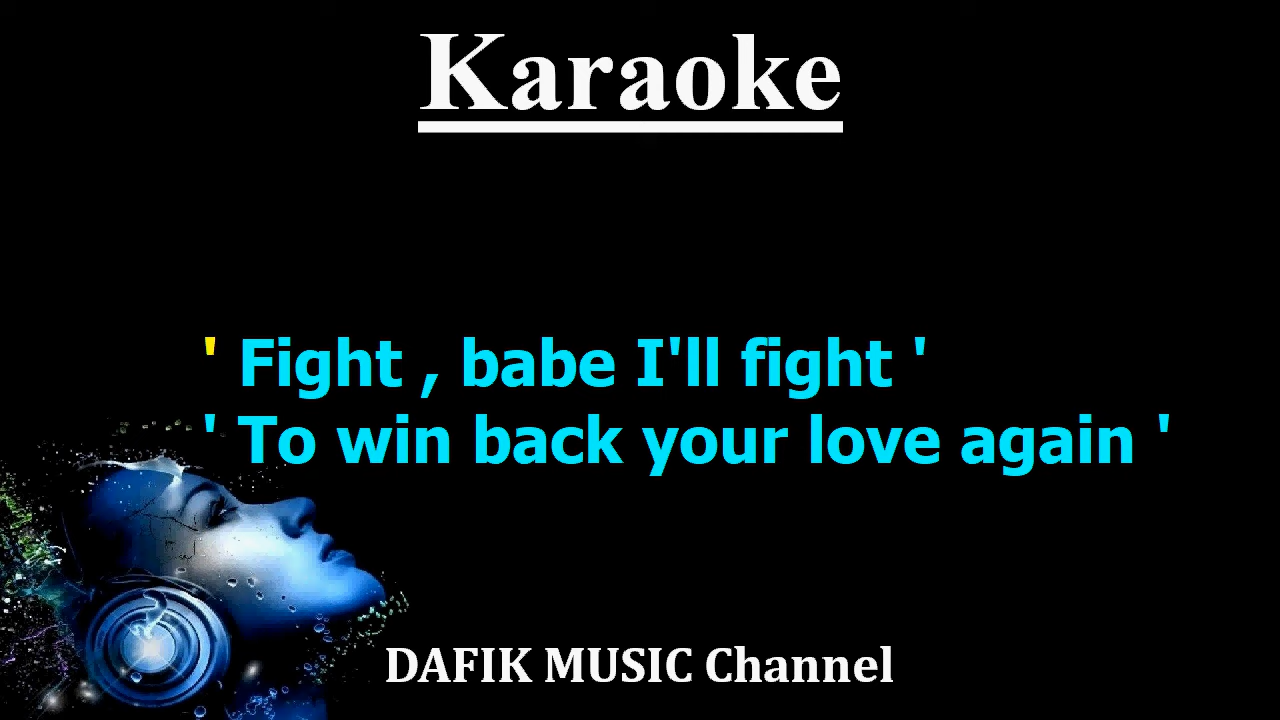 Karaoke
' Fight , babe I'll fight '
' To win back your love again '
DAFIK MUSIC Channel